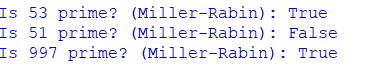 Is 53 prime? (Miller-Rabin): True
Is 51 prime? (Miller-Rabin): False
Is 997 prime? (Miller-Rabin): True